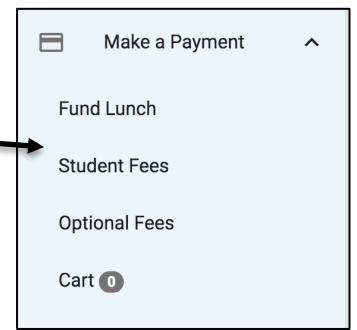 Make a Payment
Fund Lunch
Student Fees
Optional Fees
Cart 0